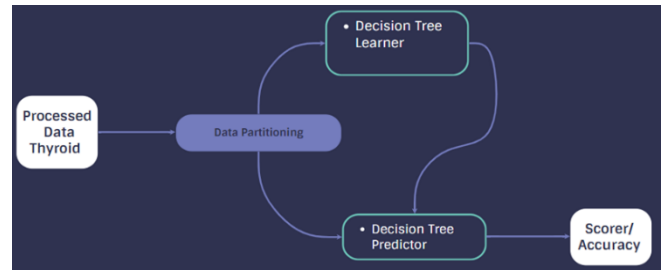 • Decision Tree
Learner
Processed
Data
Thyroid
Data Partitioning
• Decision Tree
Predictor
Scorer/
Accuracy